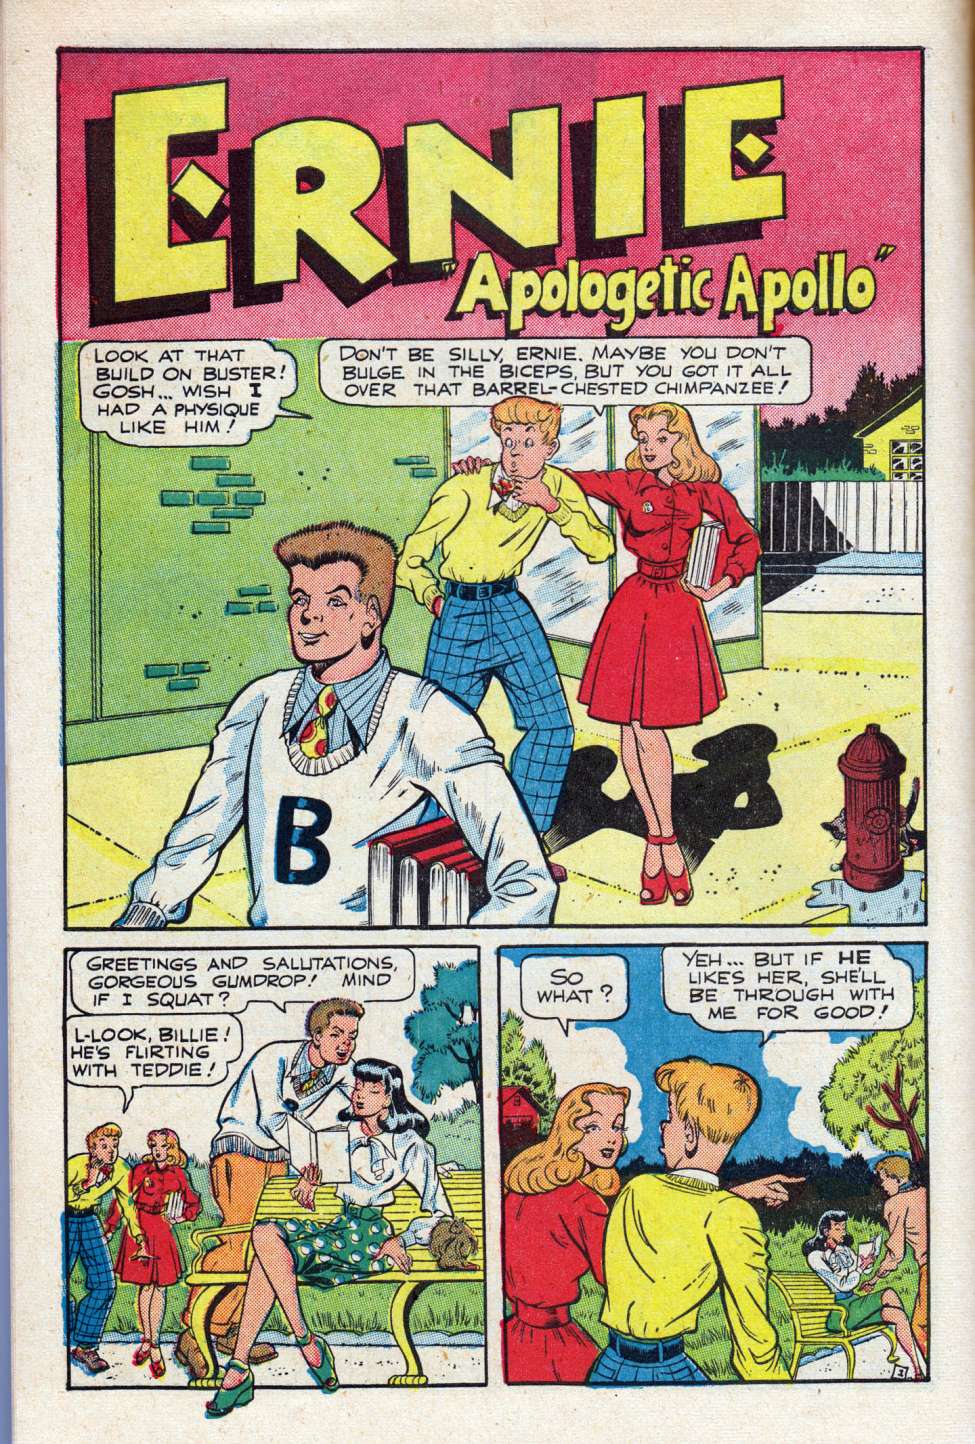 ERNIE
"Apologetic Apollo"
LOOK AT THAT
BUILD ON BUSTER!
GOSH... WISH I
HAD A PHYSIQUE
LIKE HIM!
DON'T BE SILLY, ERNIE. MAYBE YOU DON'T
BULGE IN THE BICEPS, BUT YOU GOT IT ALL
OVER THAT BARREL-CHESTED CHIMPANZEE!
B
GREETINGS AND SALUTATIONS,
GORGEOUS GUMDROP! MIND
IF I SQUAT?
L-LOOK, BILLIE!
HE'S FLIRTING
WITH TEDDIE!
SO
WHAT?
YEH... BUT IF HE
LIKES HER, SHE'LL
BE THROUGH WITH
ME FOR GOOD!